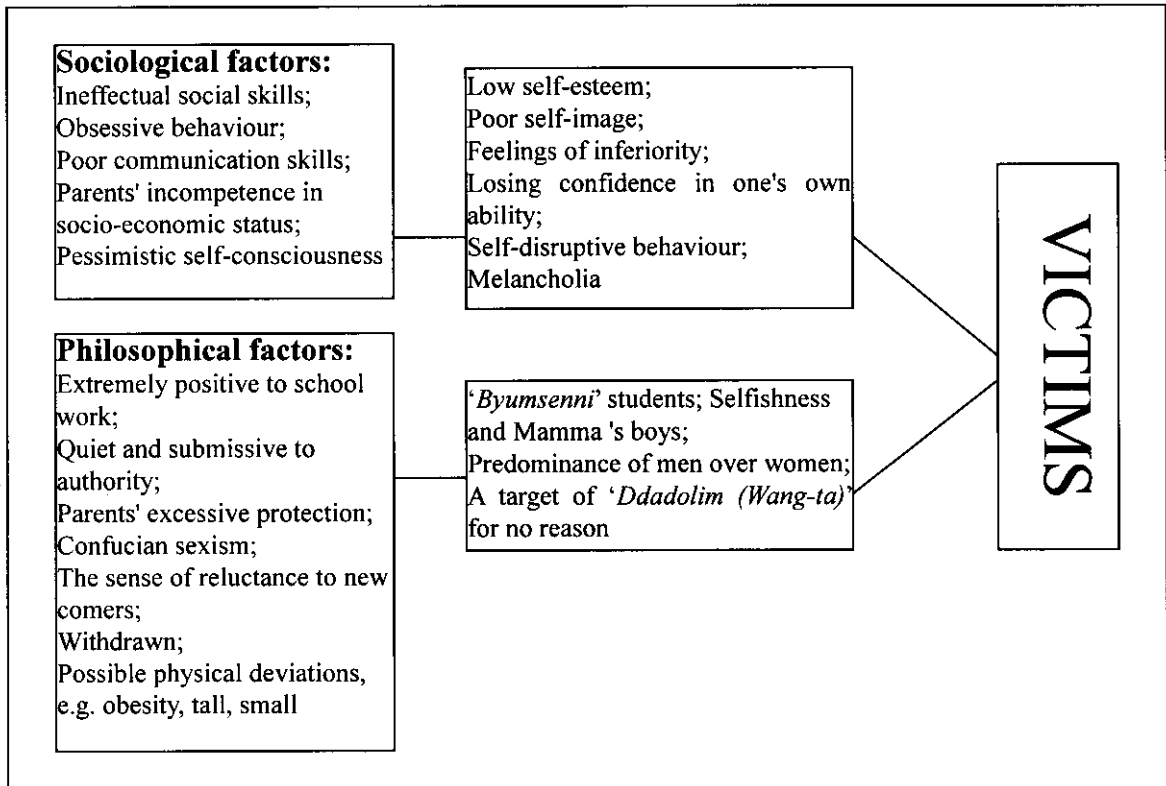 Sociological factors:
Ineffectual social skills;
Obsessive behaviour;
Poor communication skills;
Parents' incompetence in
socio-economic status;
Pessimistic self-consciousness
Low self-esteem;
Poor self-image;
Feelings of inferiority;
Losing confidence in one's own
ability;
Self-disruptive behaviour;
Melancholia
Philosophical factors:
Extremely positive to school
work;
Quiet and submissive to
authority;
Parents' excessive protection;
Confucian sexism;
The sense of reluctance to new
comers;
Withdrawn;
Possible physical deviations,
e.g. obesity, tall, small
'Byumsenni' students; Selfishness
and Mamma 's boys;
Predominance of men over women;
A target of 'Ddadolim (Wang-ta)'
for no reason
VICTIMS